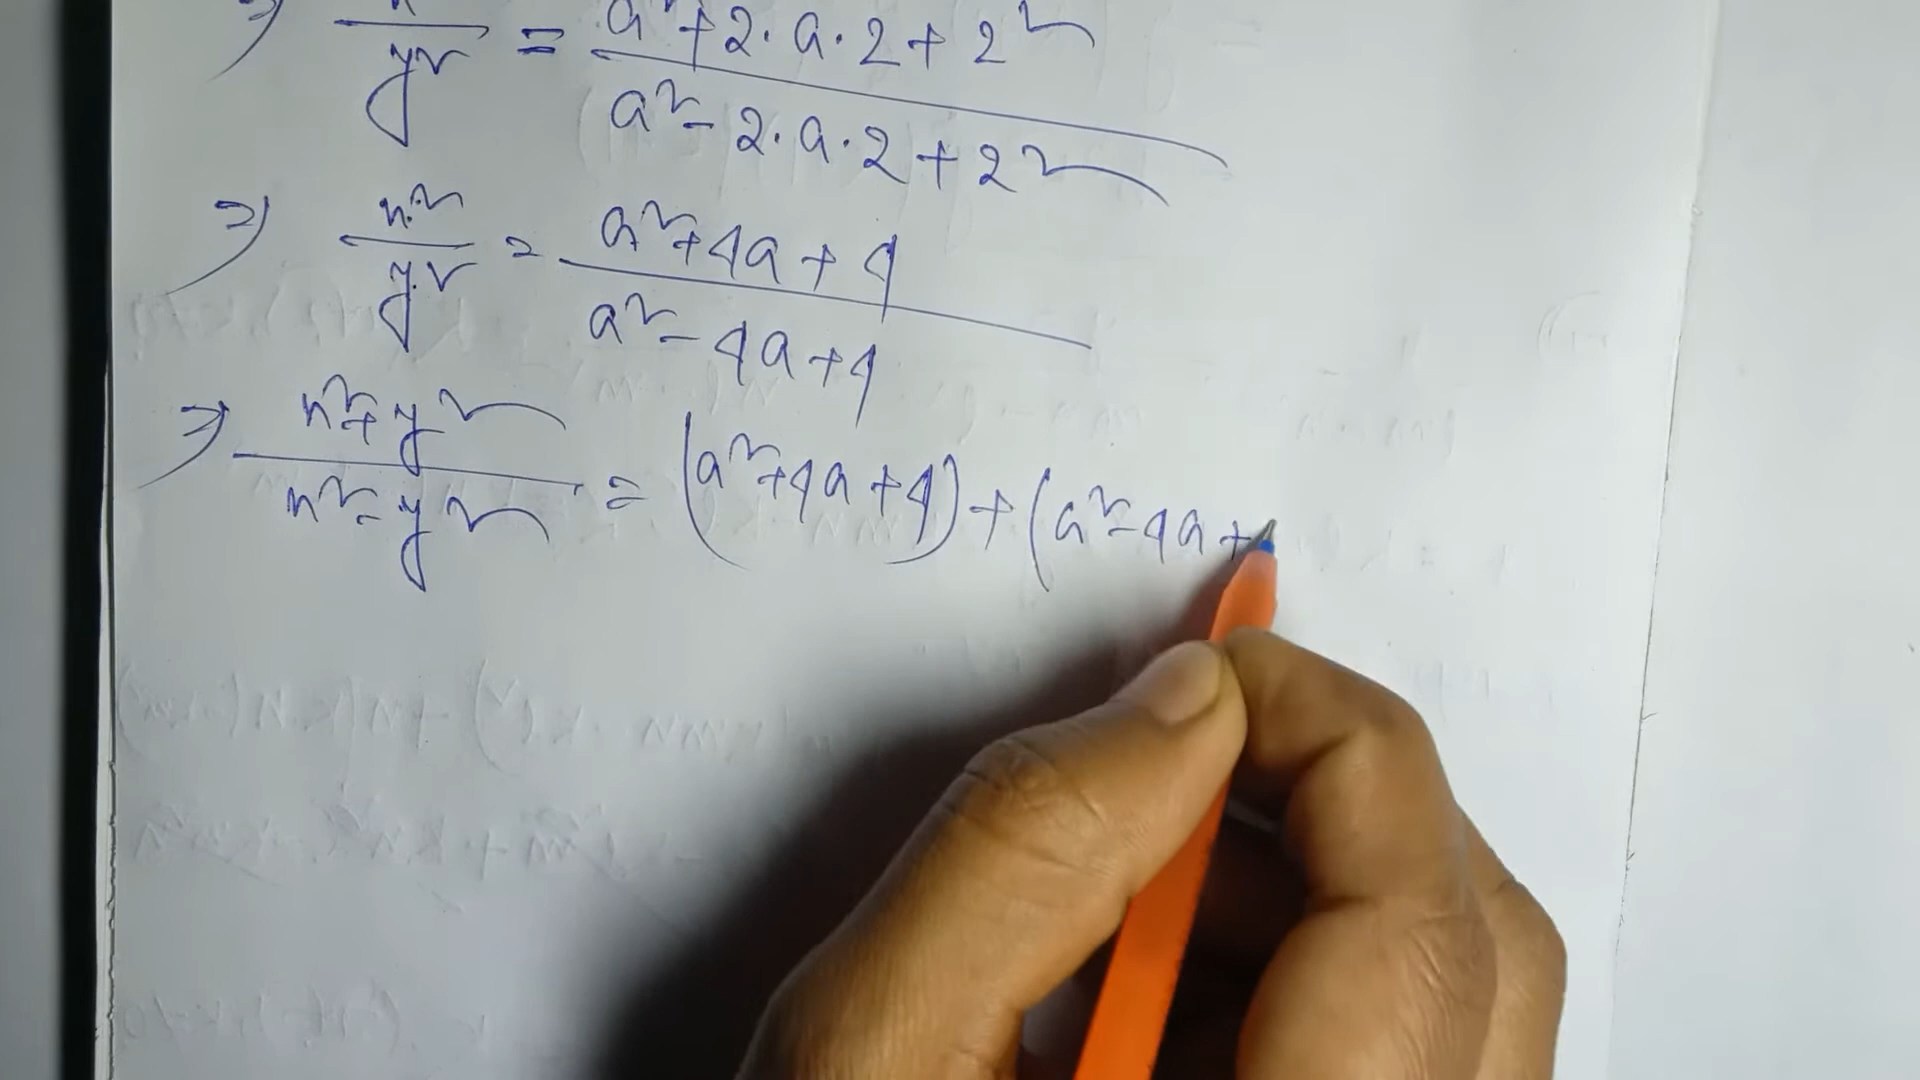 ⇒ x²/y² = (a²+2·a·2+2²)/(a²-2·a·2+2²)
⇒ x²/y² = (a²+4a+4)/(a²-4a+4)
⇒ (x²+y²)/(x²-y²) = (a²+4a+4)+(a²-4a+